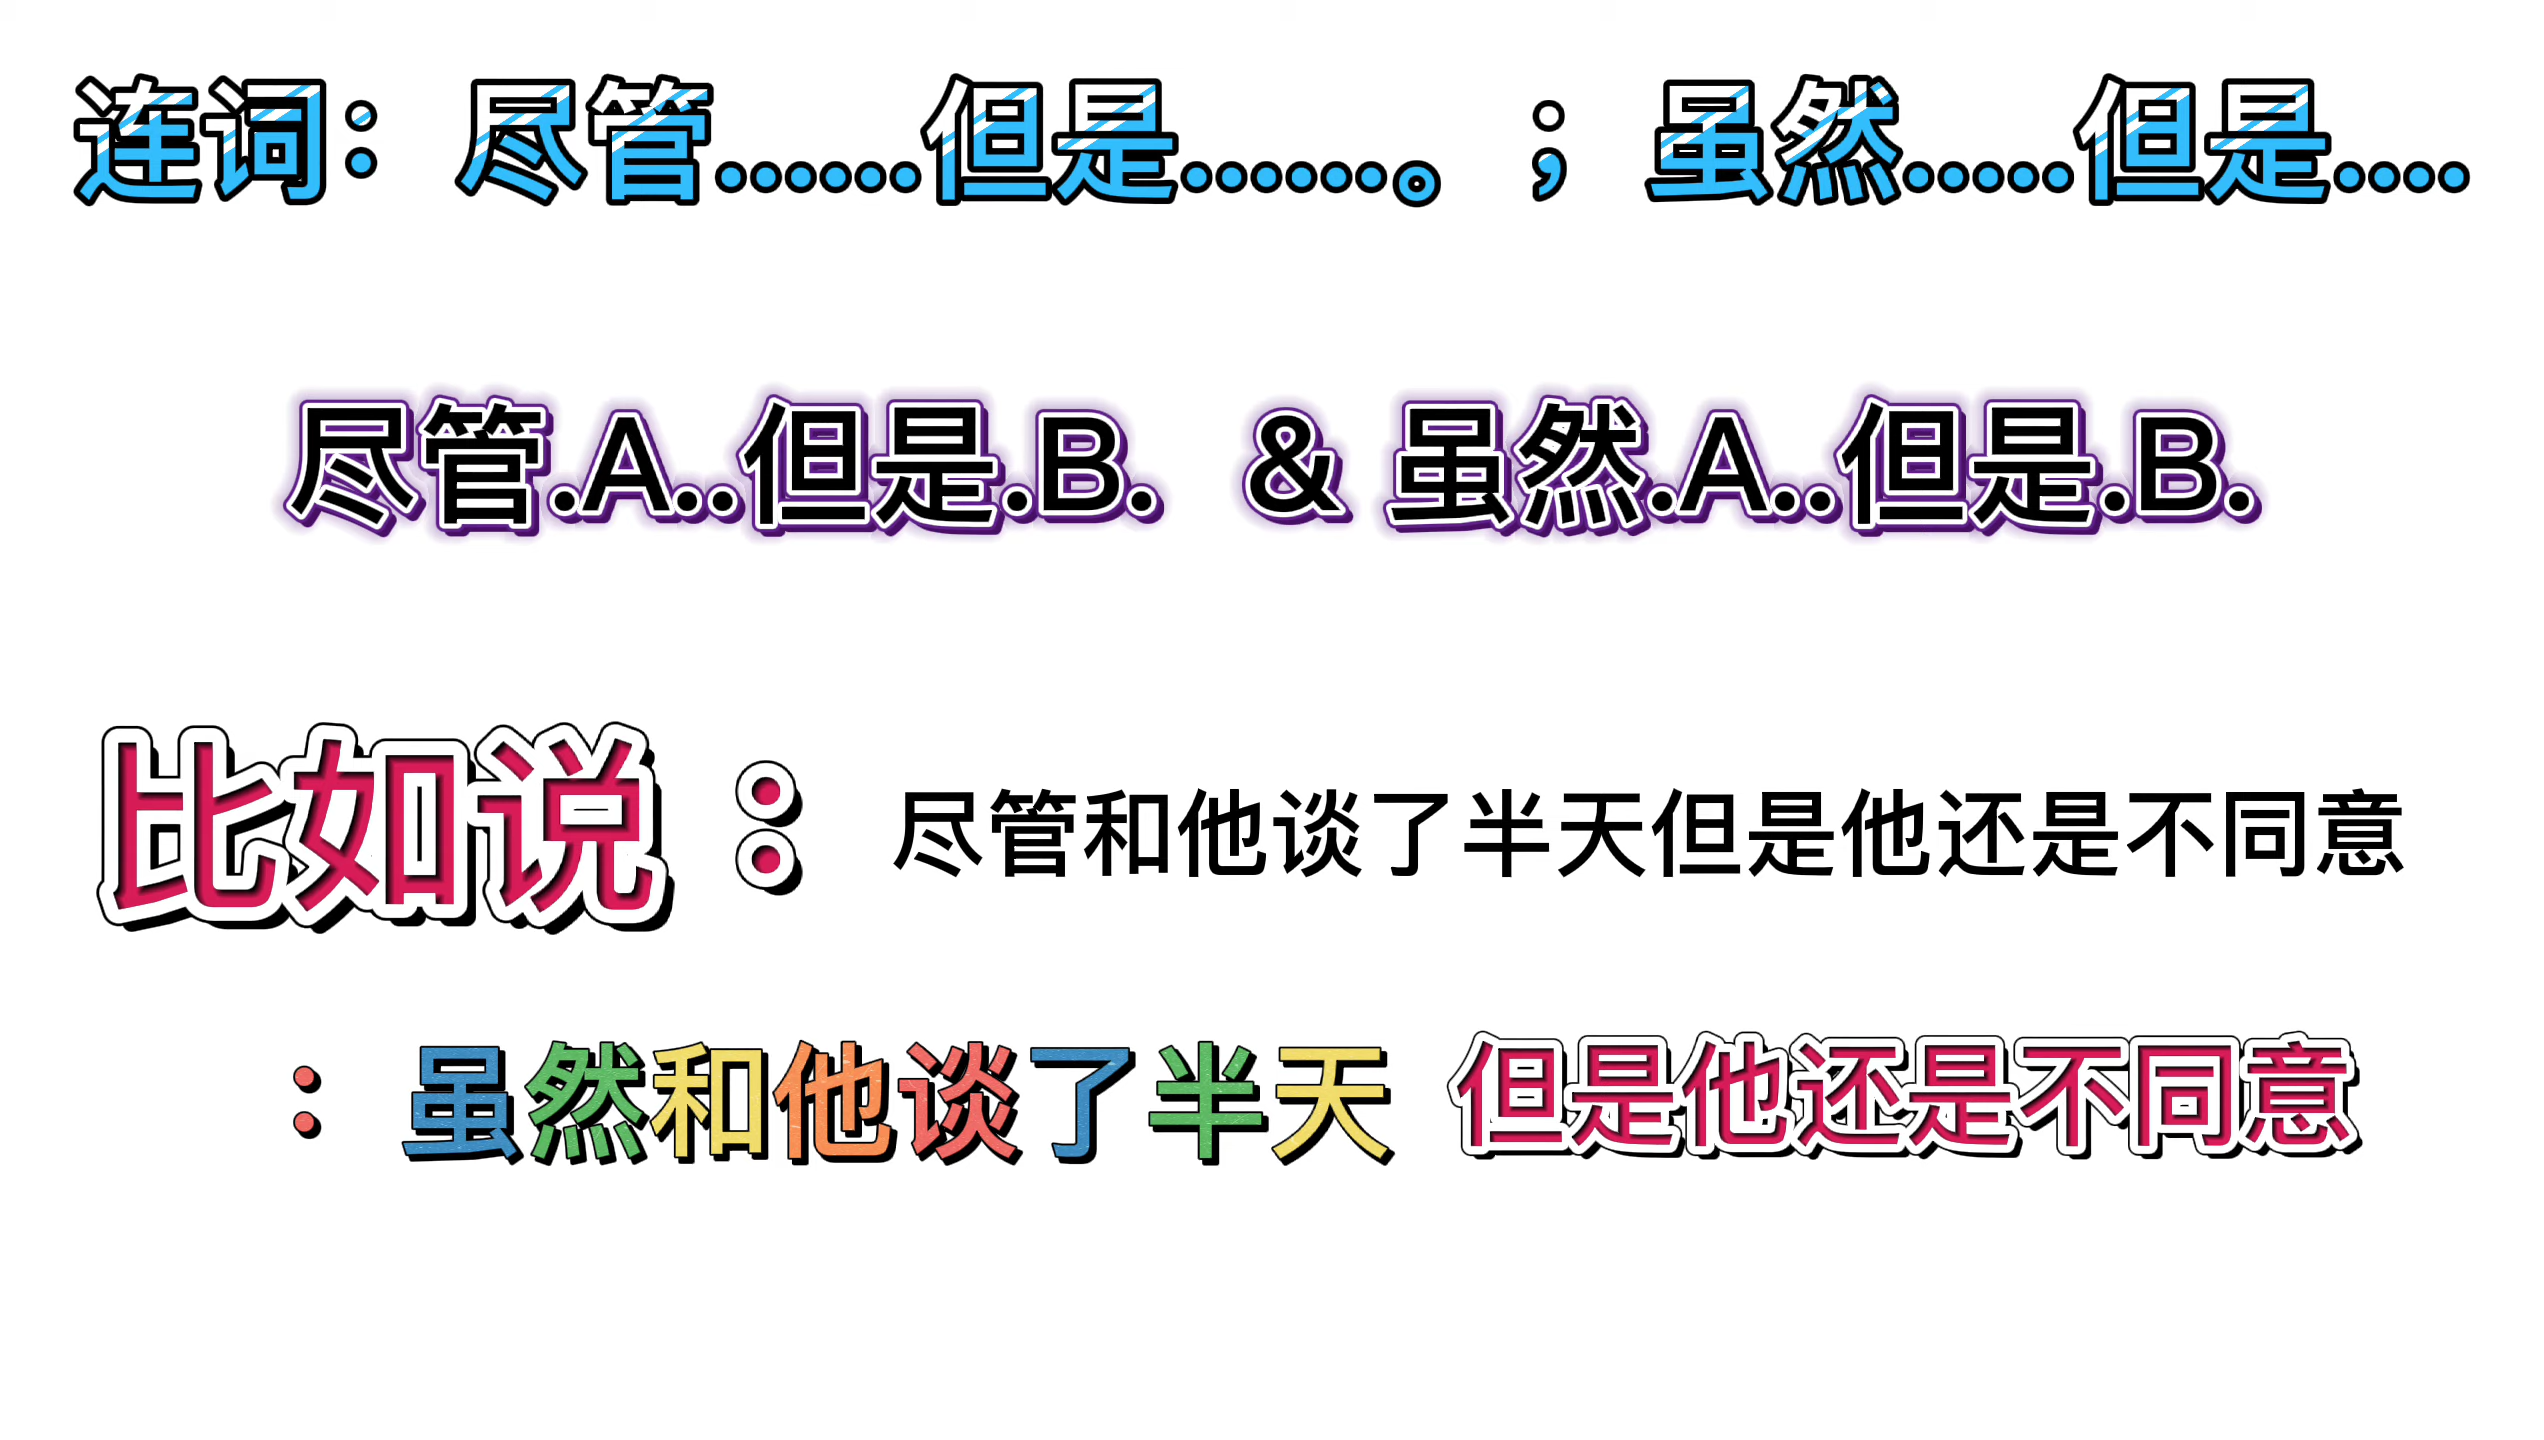 连词：尽管......但是......。；虽然.....但是....
尽管.A..但是.B. & 虽然.A..但是.B.
比如说：尽管和他谈了半天但是他还是不同意
：虽然和他谈了半天 但是他还是不同意